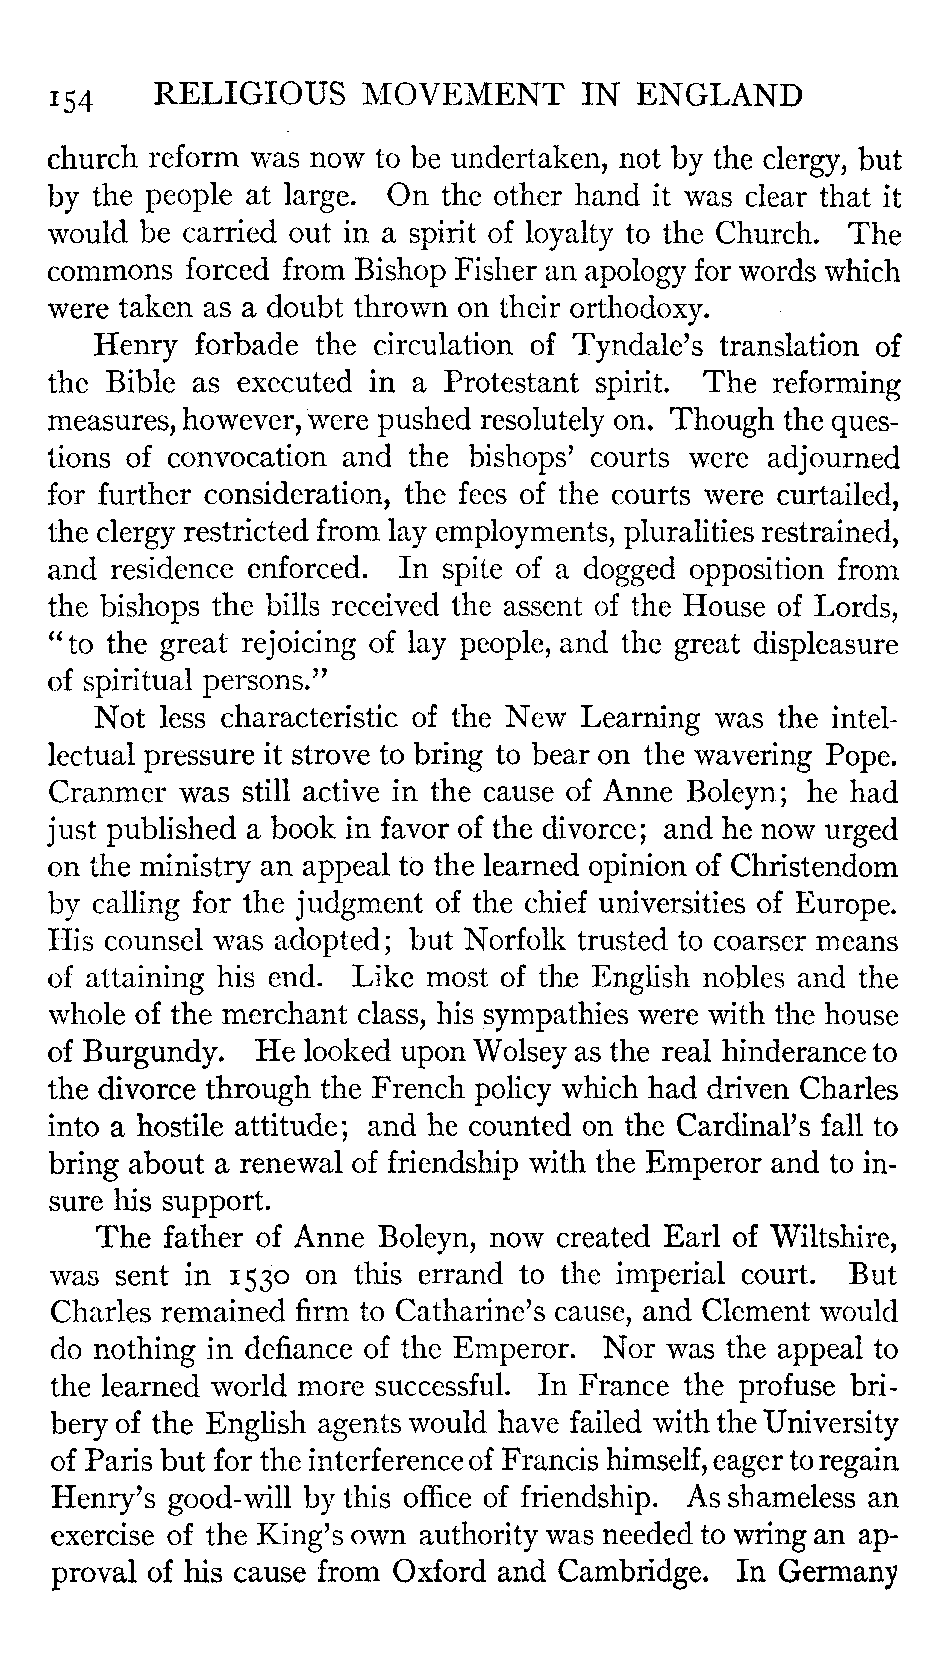 154 RELIGIOUS MOVEMENT IN ENGLAND
church reform was now to be undertaken, not by the clergy, but
by the people at large. On the other hand it was clear that it
would be carried out in a spirit of loyalty to the Church. The
commons forced from Bishop Fisher an apology for words which
were taken as a doubt thrown on their orthodoxy.
Henry forbade the circulation of Tyndale's translation of
the Bible as executed in a Protestant spirit. The reforming
measures, however, were pushed resolutely on. Though the ques-
tions of convocation and the bishops' courts were adjourned
for further consideration, the fees of the courts were curtailed,
the clergy restricted from lay employments, pluralities restrained,
and residence enforced. In spite of a dogged opposition from
the bishops the bills received the assent of the House of Lords,
"to the great rejoicing of lay people, and the great displeasure
of spiritual persons."
Not less characteristic of the New Learning was the intel-
lectual pressure it strove to bring to bear on the wavering Pope.
Cranmer was still active in the cause of Anne Boleyn; he had
just published a book in favor of the divorce; and he now urged
on the ministry an appeal to the learned opinion of Christendom
by calling for the judgment of the chief universities of Europe.
His counsel was adopted; but Norfolk trusted to coarser means
of attaining his end. Like most of the English nobles and the
whole of the merchant class, his sympathies were with the house
of Burgundy. He looked upon Wolsey as the real hinderance to
the divorce through the French policy which had driven Charles
into a hostile attitude; and he counted on the Cardinal's fall to
bring about a renewal of friendship with the Emperor and to in-
sure his support.
The father of Anne Boleyn, now created Earl of Wiltshire,
was sent in 1530 on this errand to the imperial court. But
Charles remained firm to Catharine's cause, and Clement would
do nothing in defiance of the Emperor. Nor was the appeal to
the learned world more successful. In France the profuse bri-
bery of the English agents would have failed with the University
of Paris but for the interference of Francis himself, eager to regain
Henry's good-will by this office of friendship. As shameless an
exercise of the King's own authority was needed to wring an ap-
proval of his cause from Oxford and Cambridge. In Germany